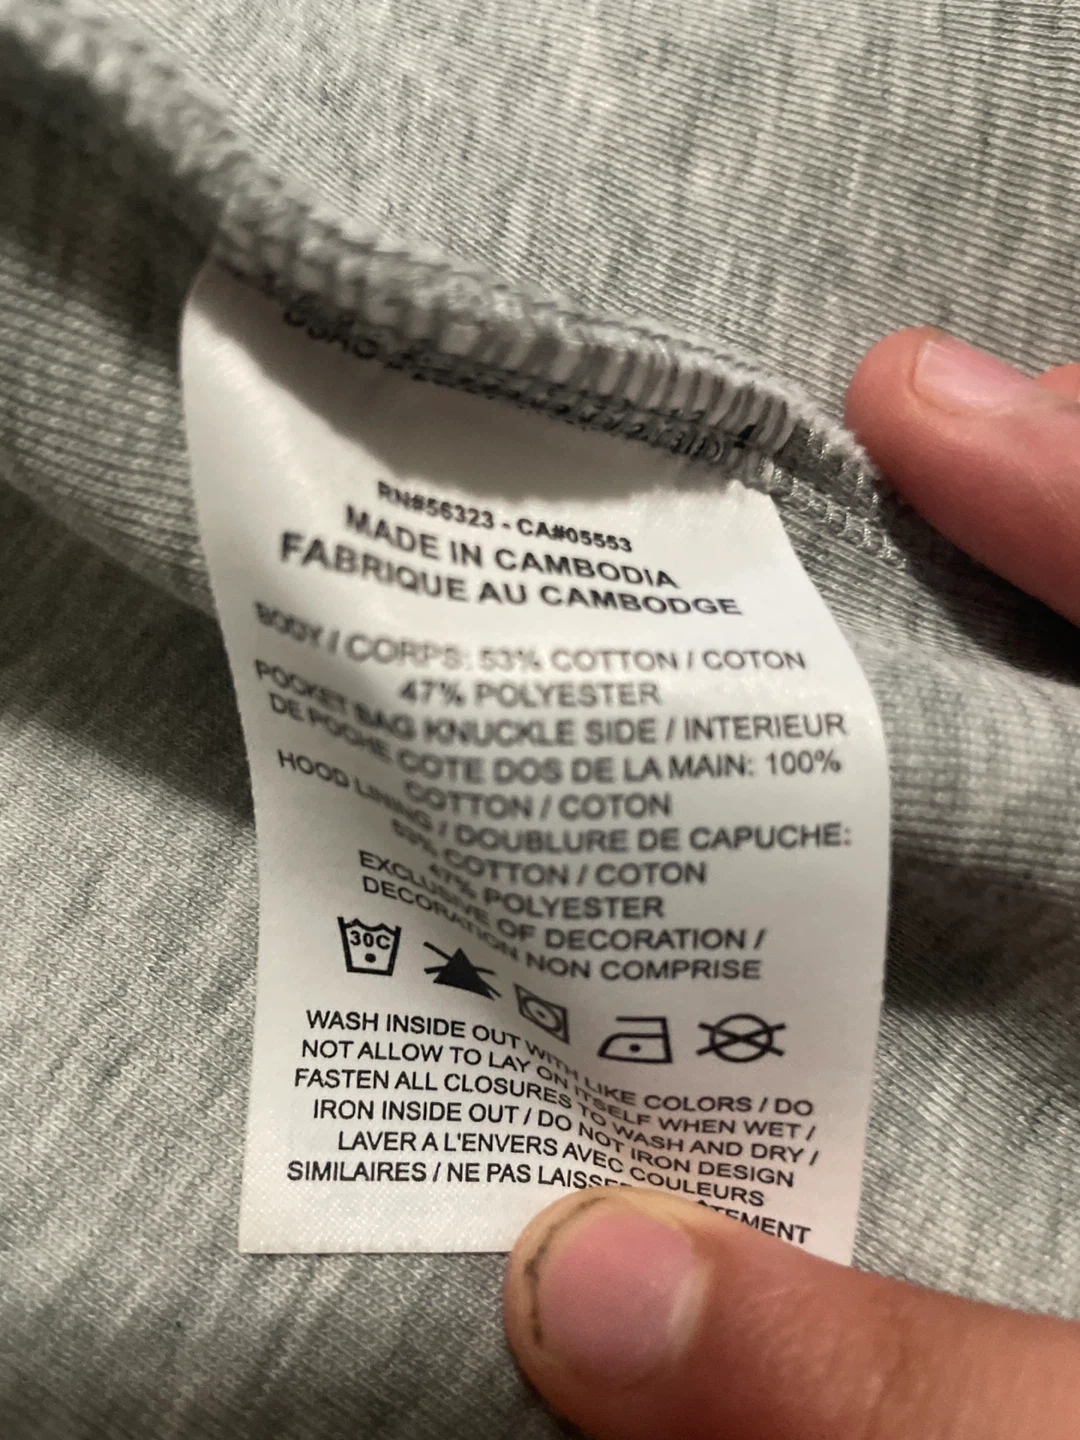 RN#56323 - CA#05553
MADE IN CAMBODIA
FABRIQUE AU CAMBODGE
BODY / CORPS: 53% COTTON / COTON
47% POLYESTER
POCKET BAG KNUCKLE SIDE / INTERIEUR
DE POCHE COTE DOS DE LA MAIN: 100%
COTTON / COTON
HOOD LINING / DOUBLURE DE CAPUCHE:
53% COTTON / COTON
47% POLYESTER
EXCLUSIVE OF DECORATION /
DECORATION NON COMPRISE
30C
WASH INSIDE OUT WITH LIKE COLORS / DO
NOT ALLOW TO LAY ON ITSELF WHEN WET /
FASTEN ALL CLOSURES TO WASH AND DRY /
IRON INSIDE OUT / DO NOT IRON DESIGN
LAVER A L'ENVERS AVEC COULEURS
SIMILAIRES / NE PAS